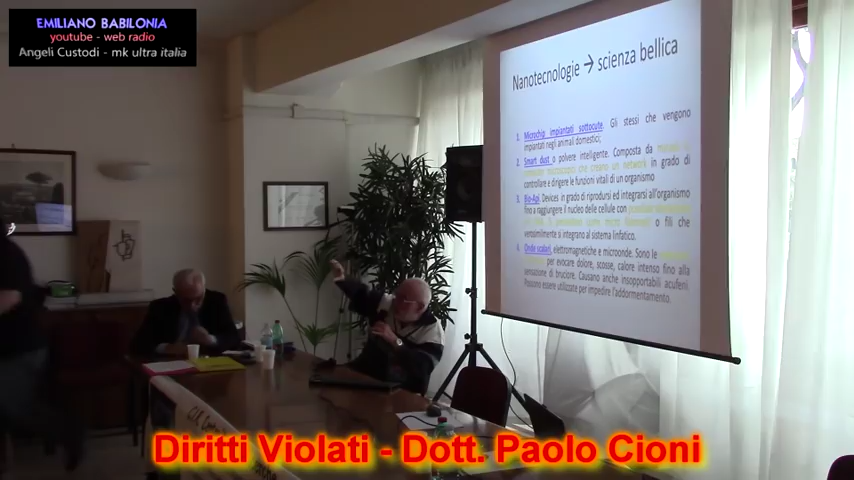 EMILIANO BABILONIA
youtube - web radio
Angeli Custodi - mk ultra italia
Nanotecnologie → scienza bellica
1. Microchip impiantati sottocute. Gli stessi che vengono
impiantati negli animali domestici;
2. Smart dust o polvere intelligente. Composta da
network in grado di
controllare e dirigere le funzioni vitali di un organismo
3. Bio-Api. Devices in grado di riprodursi ed integrarsi all'organismo
fino a raggiungere il nucleo delle cellule con
o fili che
verosimilmente si integrano al sistema linfatico.
4. Onde scalari, elettromagnetiche e microonde. Sono le
per evocare dolore, scosse, calore intenso fino alla
sensazione di bruciore. Causano anche insopportabili acufeni.
Possono essere utilizzate per impedire l'addormentamento.
Diritti Violati - Dott. Paolo Cioni